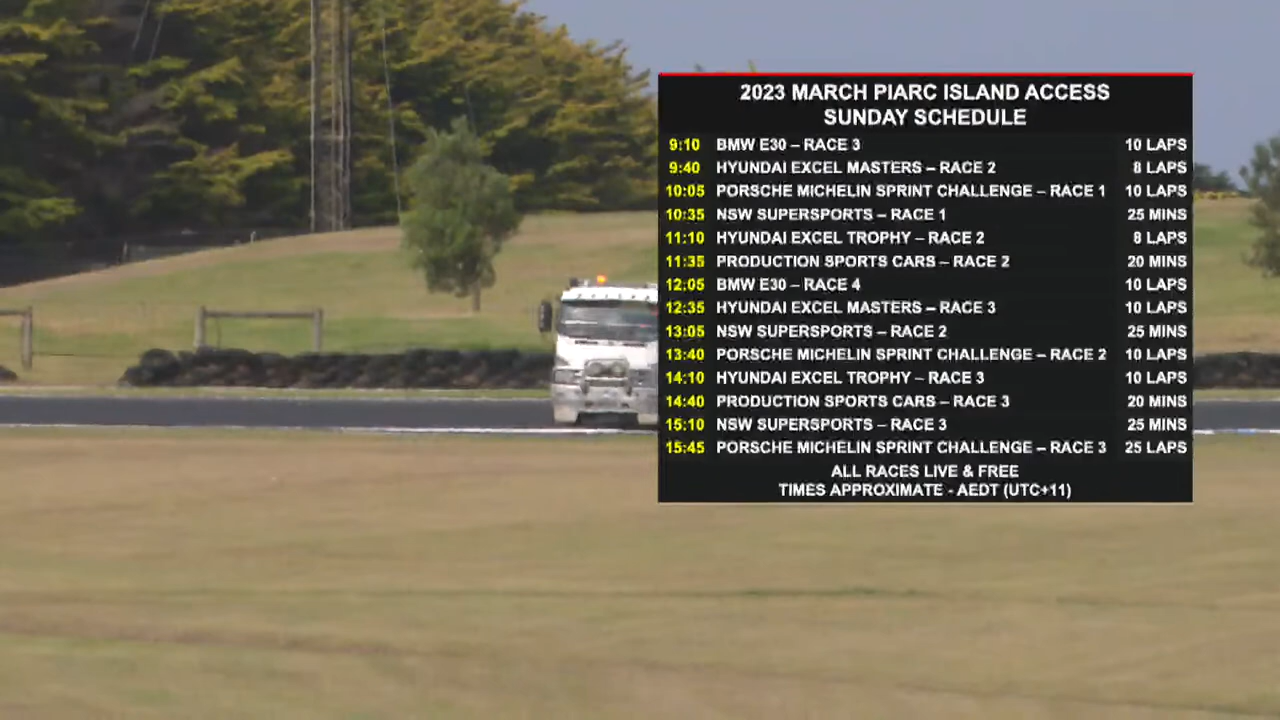 2023 MARCH PIARC ISLAND ACCESS
SUNDAY SCHEDULE
9:10 BMW E30 – RACE 3 10 LAPS
9:40 HYUNDAI EXCEL MASTERS – RACE 2 8 LAPS
10:05 PORSCHE MICHELIN SPRINT CHALLENGE – RACE 1 10 LAPS
10:35 NSW SUPERSPORTS – RACE 1 25 MINS
11:10 HYUNDAI EXCEL TROPHY – RACE 2 8 LAPS
11:35 PRODUCTION SPORTS CARS – RACE 2 20 MINS
12:05 BMW E30 – RACE 4 10 LAPS
12:35 HYUNDAI EXCEL MASTERS – RACE 3 10 LAPS
13:05 NSW SUPERSPORTS – RACE 2 25 MINS
13:40 PORSCHE MICHELIN SPRINT CHALLENGE – RACE 2 10 LAPS
14:10 HYUNDAI EXCEL TROPHY – RACE 3 10 LAPS
14:40 PRODUCTION SPORTS CARS – RACE 3 20 MINS
15:10 NSW SUPERSPORTS – RACE 3 25 MINS
15:45 PORSCHE MICHELIN SPRINT CHALLENGE – RACE 3 25 LAPS
ALL RACES LIVE & FREE
TIMES APPROXIMATE - AEDT (UTC+11)